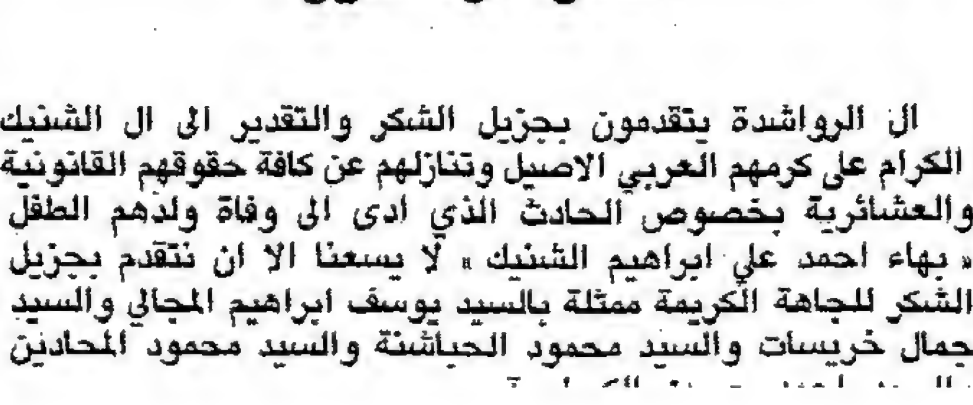 ال الرواشدة يتقدمون بجزيل الشكر والتقدير الى ال الشنيك
الكرام على كرمهم العربي الاصيل وتنازلهم عن كافة حقوقهم القانونية
والعشائرية بخصوص الحادث الذي ادى الى وفاة ولدهم الطفل
« بهاء احمد علي ابراهيم الشنيك » لا يسعنا الا ان نتقدم بجزيل
الشكر للجاهة الكريمة ممثلة بالسيد يوسف ابراهيم المجالي والسيد
جمال خريسات والسيد محمود الحباشنة والسيد محمود المحادين